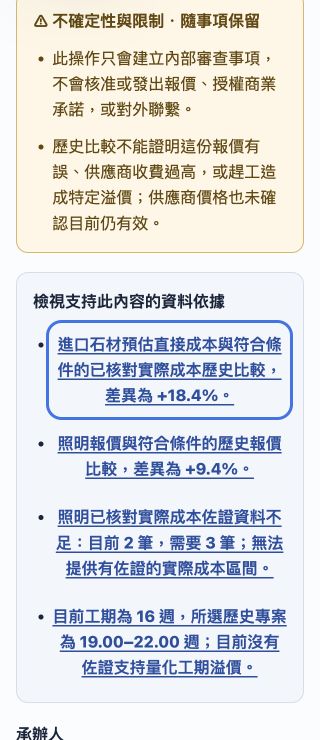 ⚠ 不確定性與限制・隨事項保留
• 此操作只會建立內部審查事項，
不會核准或發出報價、授權商業
承諾，或對外聯繫。
• 歷史比較不能證明這份報價有
誤、供應商收費過高，或趕工造
成特定溢價；供應商價格也未確
認目前仍有效。
檢視支持此內容的資料依據
• 進口石材預估直接成本與符合條
件的已核對實際成本歷史比較，
差異為 +18.4%。
• 照明報價與符合條件的歷史報價
比較，差異為 +9.4%。
• 照明已核對實際成本佐證資料不
足：目前 2 筆，需要 3 筆；無法
提供有佐證的實際成本區間。
• 目前工期為 16 週，所選歷史專案
為 19.00–22.00 週；目前沒有
佐證支持量化工期溢價。
承辦人